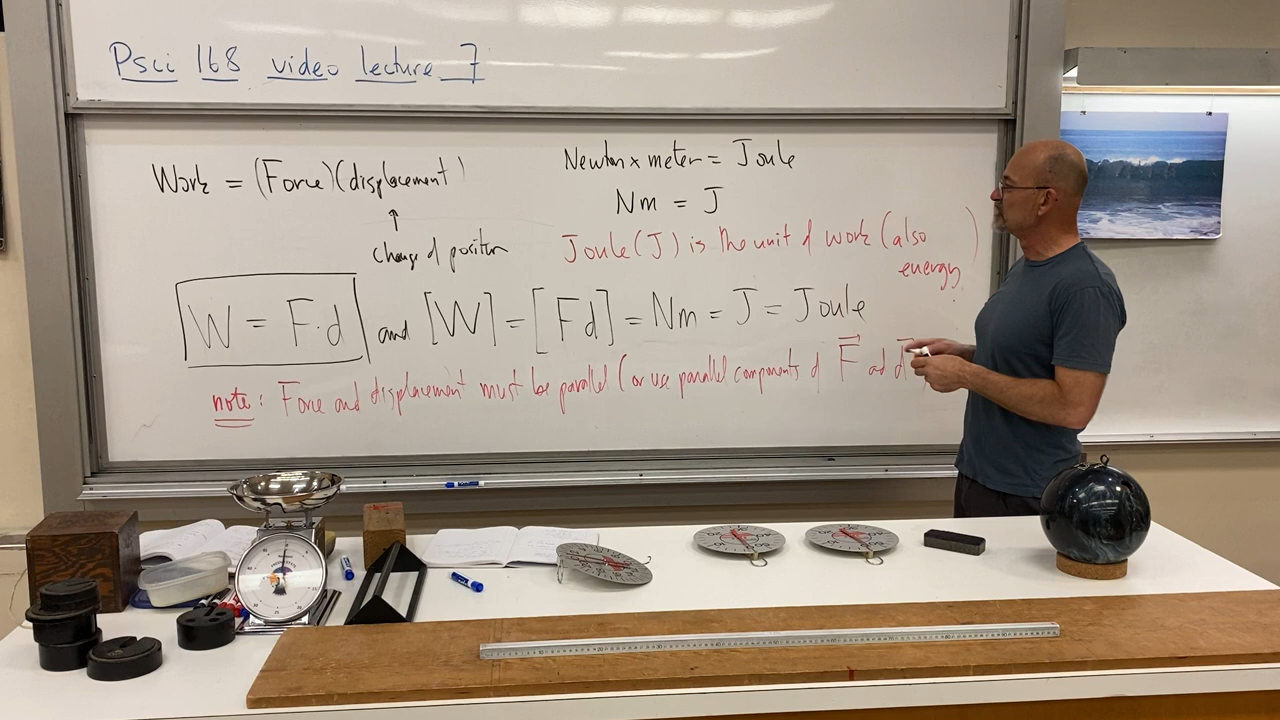 Psci 168 video lecture 7
Work = (Force)(displacement)
↑
change of position
Newton x meter = Joule
Nm = J
Joule (J) is the unit of work (also energy)
W = F·d and [W] = [Fd] = Nm = J = Joule
note: Force and displacement must be parallel (or use parallel components of F⃗ and d⃗